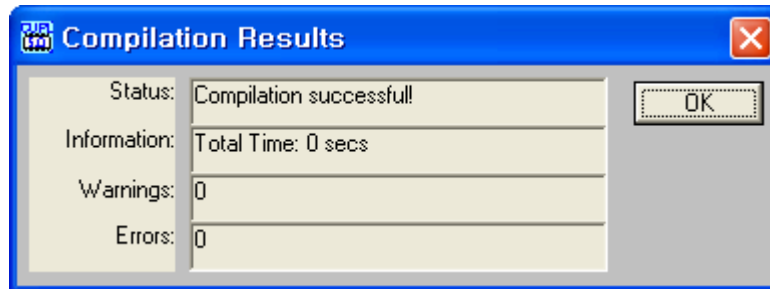 Compilation Results
Status: Compilation successful!
OK
Information: Total Time: 0 secs
Warnings: 0
Errors: 0